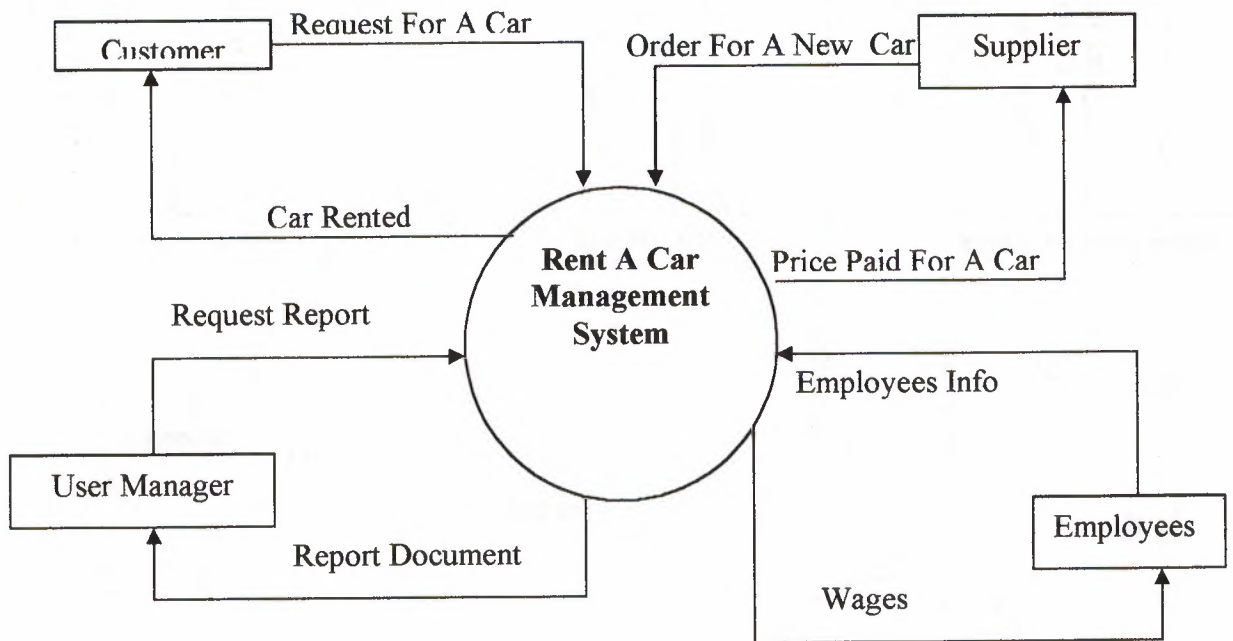 Request For A Car
Customer
Order For A New Car
Supplier
Car Rented
Rent A Car
Management
System
Price Paid For A Car
Request Report
Employees Info
User Manager
Employees
Report Document
Wages